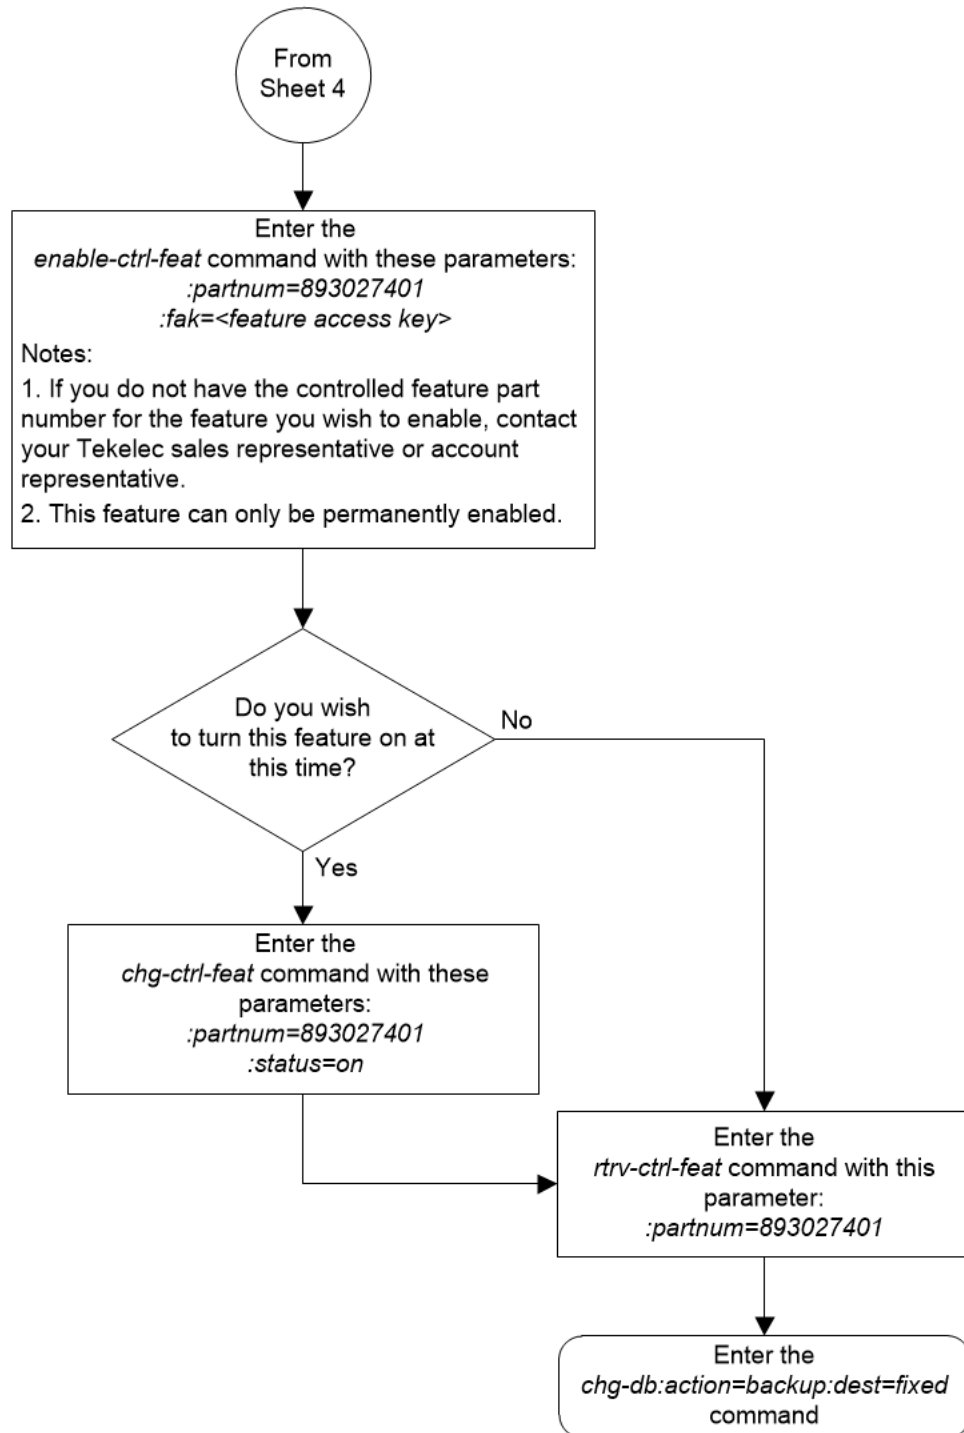 From
Sheet 4
Enter the
enable-ctrl-feat command with these parameters:
:partnum=893027401
:fak=<feature access key>
Notes:
1. If you do not have the controlled feature part
number for the feature you wish to enable, contact
your Tekelec sales representative or account
representative.
2. This feature can only be permanently enabled.
Do you wish
to turn this feature on at
this time?
No
Yes
Enter the
chg-ctrl-feat command with these
parameters:
:partnum=893027401
:status=on
Enter the
rtrv-ctrl-feat command with this
parameter:
:partnum=893027401
Enter the
chg-db:action=backup:dest=fixed
command